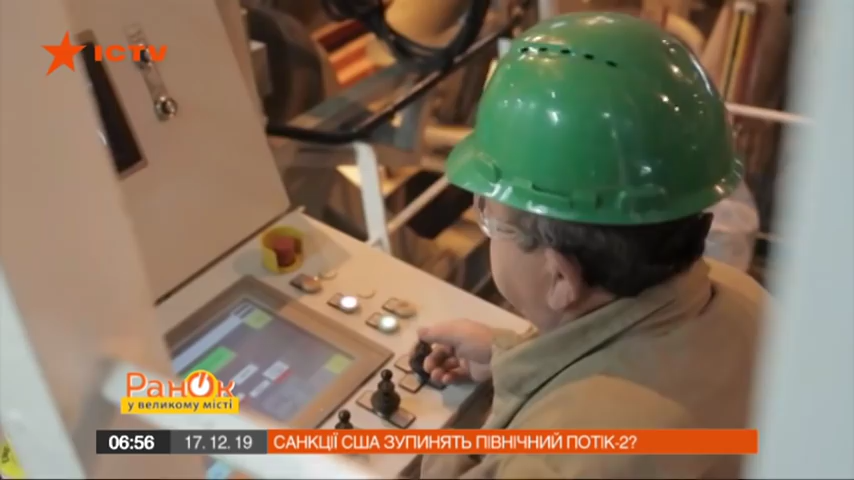 ICTV
РАНОК
У ВЕЛИКОМУ МІСТІ
06:56 17.12.19 САНКЦІЇ США ЗУПИНЯТЬ ПІВНІЧНИЙ ПОТІК-2?